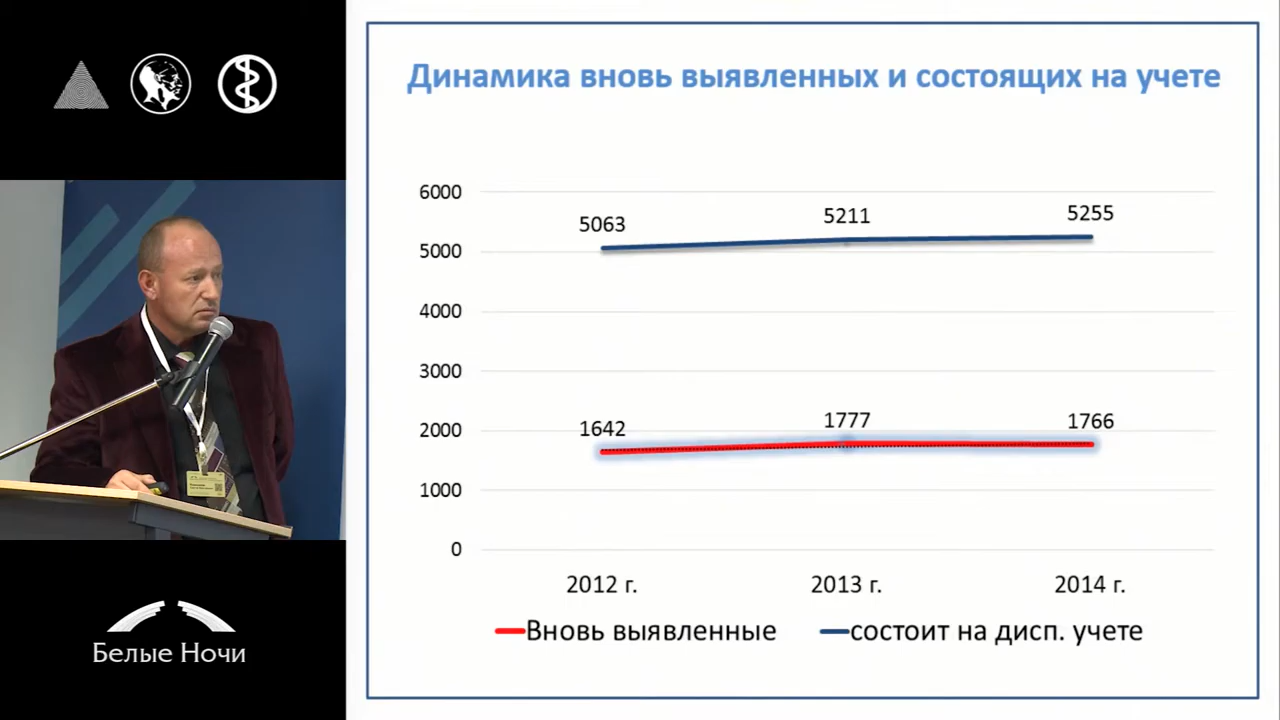 Динамика вновь выявленных и состоящих на учете
6000
5000
4000
3000
2000
1000
0
5063
5211
5255
1642
1777
1766
2012 г.
2013 г.
2014 г.
Вновь выявленные
состоит на дисп. учете
Белые Ночи